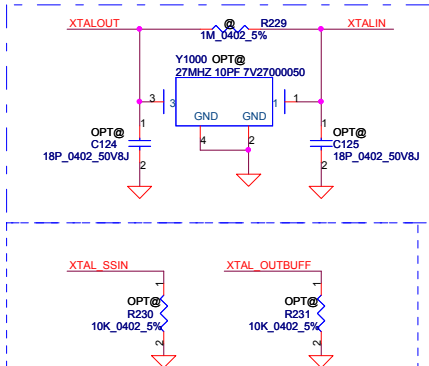 XTALOUT @ R229 XTALIN
1M_0402_5%
Y1000 OPT@
27MHZ 10PF 7V27000050
3 3 1 1
GND GND
4 2
1 1
OPT@ OPT@
C124 C125
18P_0402_50V8J 18P_0402_50V8J
2 2
XTAL_SSIN XTAL_OUTBUFF
1 1
OPT@ OPT@
R230 R231
10K_0402_5% 10K_0402_5%
2 2